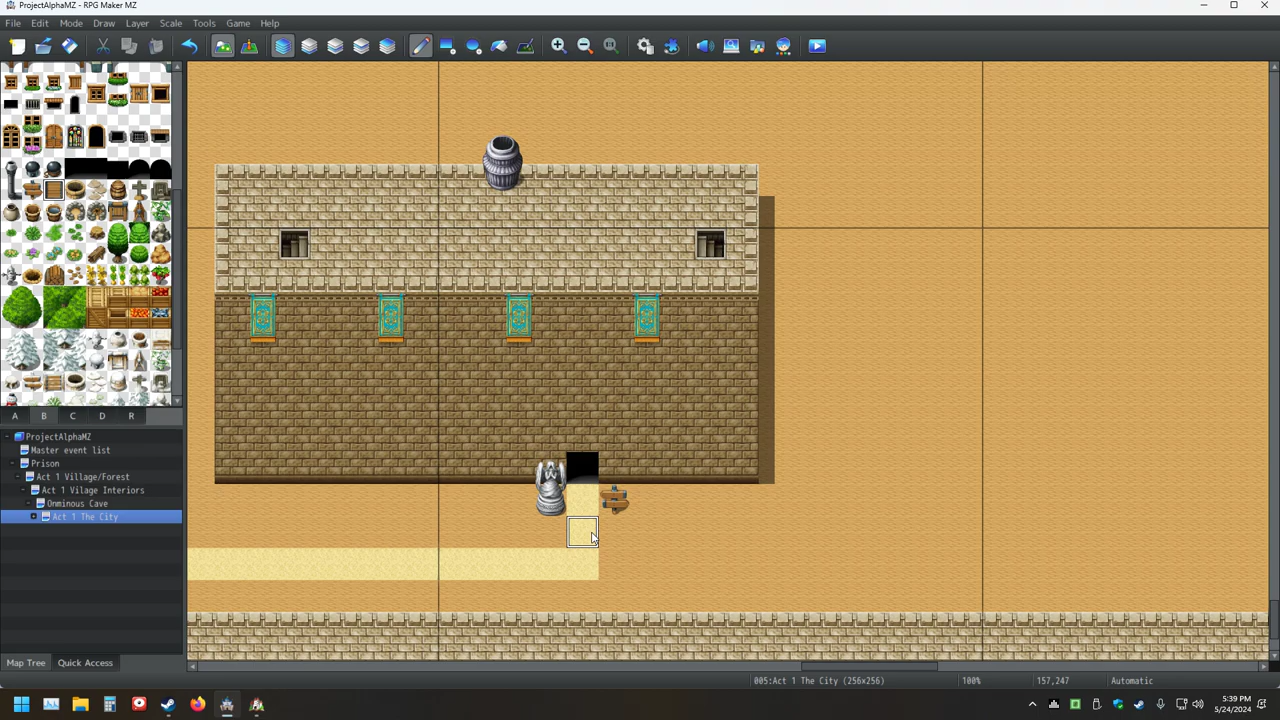 ProjectAlphaMZ - RPG Maker MZ
File Edit Mode Draw Layer Scale Tools Game Help
A B C D R
ProjectAlphaMZ
Master event list
Prison
Act 1 Village/Forest
Act 1 Vilage Interiors
Onminous Cave
Act 1 The City
Map Tree Quick Access
005:Act 1 The City (256x256) 100% 157,247 Automatic
5:39 PM
5/24/2024